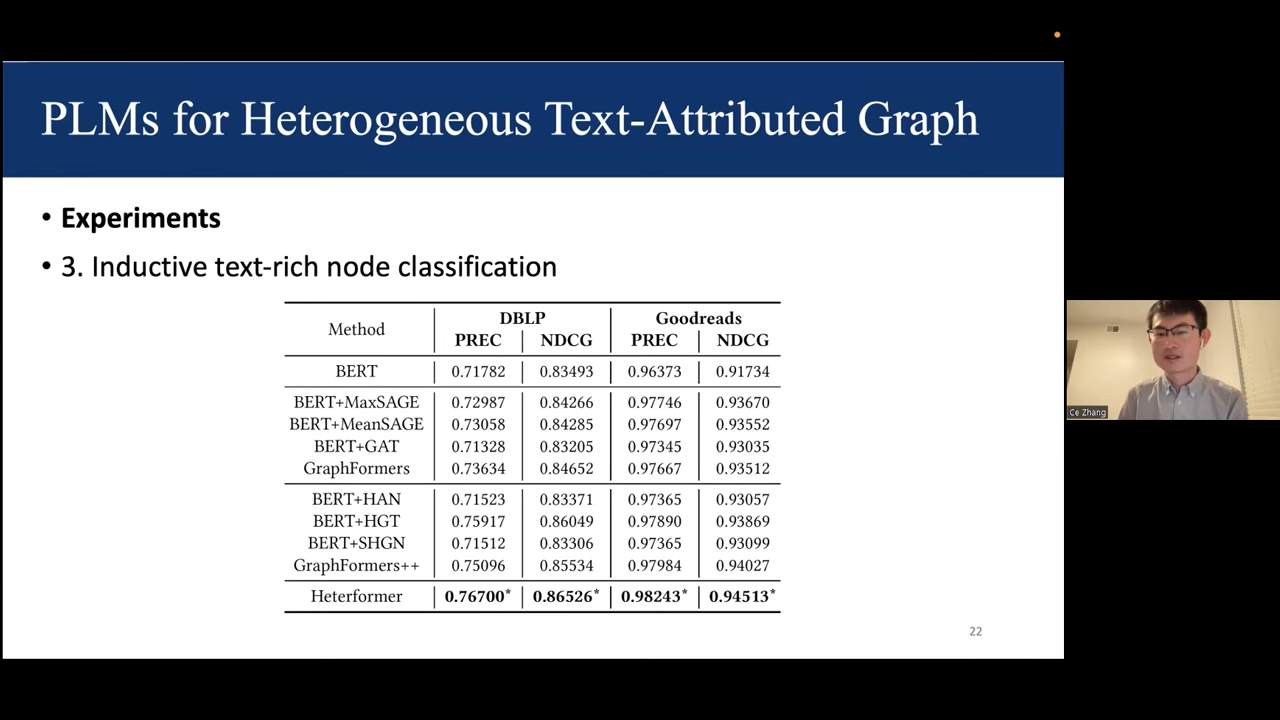 PLMs for Heterogeneous Text-Attributed Graph
• Experiments
• 3. Inductive text-rich node classification
Method DBLP Goodreads
PREC NDCG PREC NDCG
BERT 0.71782 0.83493 0.96373 0.91734
BERT+MaxSAGE 0.72987 0.84266 0.97746 0.93670
BERT+MeanSAGE 0.73058 0.84285 0.97697 0.93552
BERT+GAT 0.71328 0.83205 0.97345 0.93035
GraphFormers 0.73634 0.84652 0.97667 0.93512
BERT+HAN 0.71523 0.83371 0.97365 0.93057
BERT+HGT 0.75917 0.86049 0.97890 0.93869
BERT+SHGN 0.71512 0.83306 0.97365 0.93099
GraphFormers++ 0.75096 0.85534 0.97984 0.94027
Heterformer 0.76700* 0.86526* 0.98243* 0.94513*
22
Ce Zhang